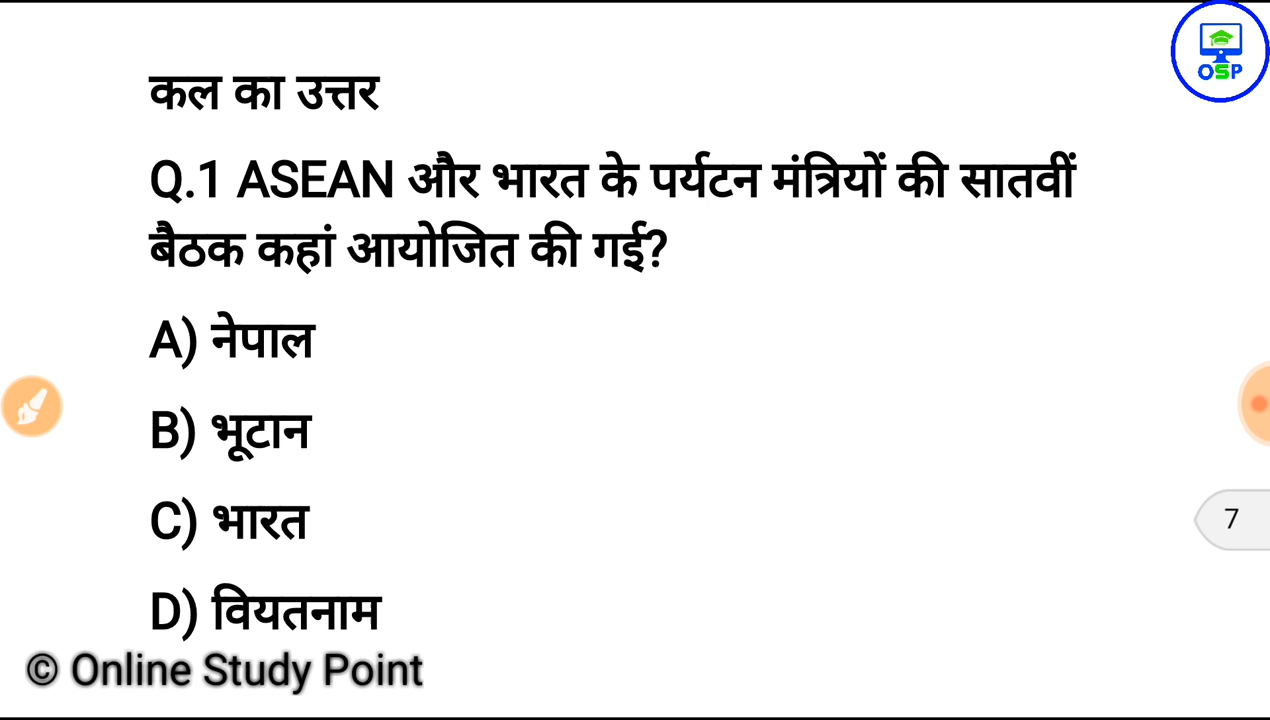 OSP
कल का उत्तर
Q.1 ASEAN और भारत के पर्यटन मंत्रियों की सातवीं
बैठक कहां आयोजित की गई?
A) नेपाल
B) भूटान
C) भारत
7
D) वियतनाम
© Online Study Point